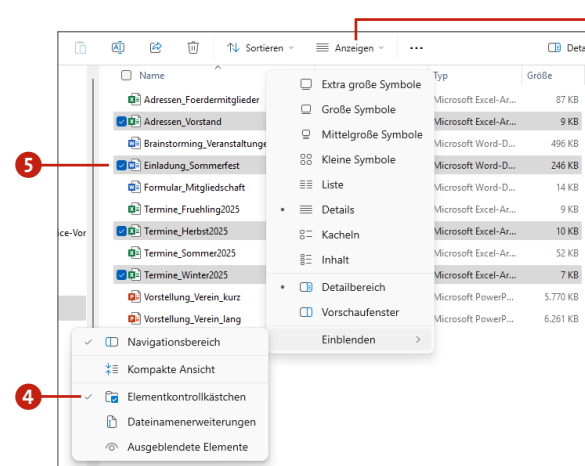 Sortieren
Anzeigen
Deta
Name
Typ
Größe
Adressen_Foerdermitglieder
Microsoft Excel-Ar...
87 KB
Adressen_Vorstand
Microsoft Excel-Ar...
9 KB
Brainstorming_Veranstaltunge
Microsoft Word-D...
496 KB
5
Einladung_Sommerfest
Microsoft Word-D...
246 KB
Formular_Mitgliedschaft
Microsoft Word-D...
14 KB
Termine_Fruehling2025
Microsoft Excel-Ar...
9 KB
ice-Vor
Termine_Herbst2025
Microsoft Excel-Ar...
10 KB
Termine_Sommer2025
Microsoft Excel-Ar...
52 KB
Termine_Winter2025
Microsoft Excel-Ar...
7 KB
Vorstellung_Verein_kurz
Microsoft PowerP...
5.770 KB
Vorstellung_Verein_lang
Microsoft PowerP...
6.261 KB
Extra große Symbole
Große Symbole
Mittelgroße Symbole
Kleine Symbole
Liste
Details
Kacheln
Inhalt
Detailbereich
Vorschaufenster
Einblenden
Navigationsbereich
Kompakte Ansicht
4
Elementkontrollkästchen
Dateinamenerweiterungen
Ausgeblendete Elemente